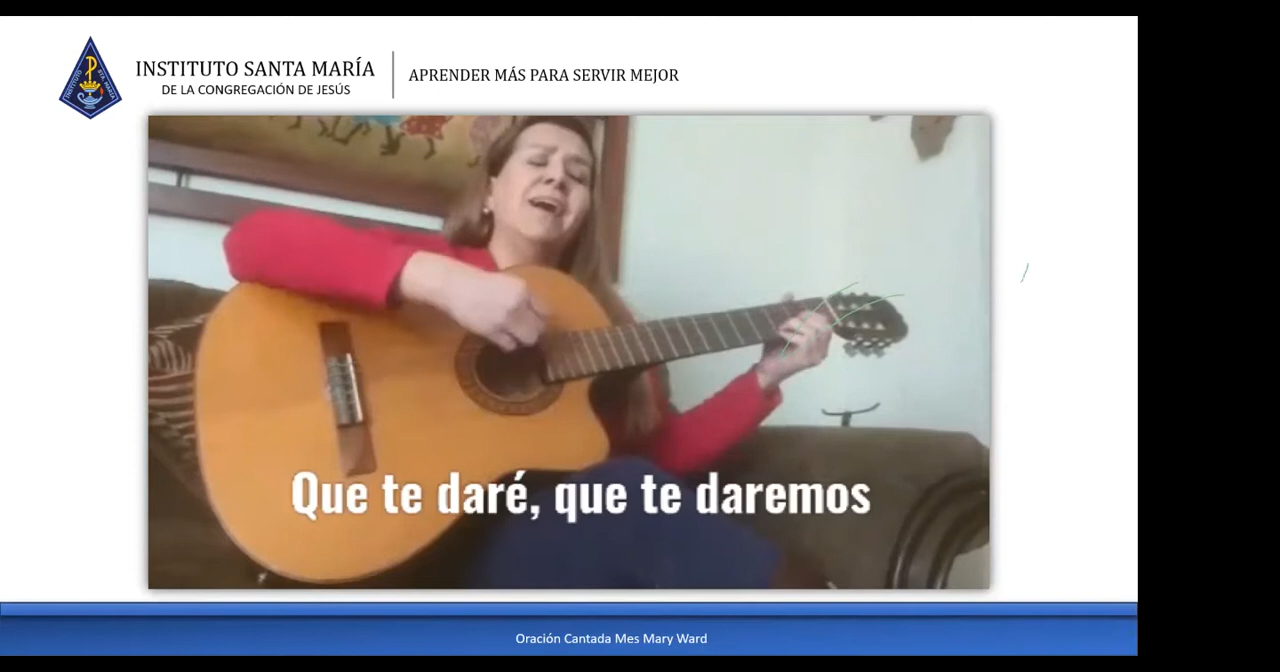 INSTITUTO SANTA MARÍA
DE LA CONGREGACIÓN DE JESÚS
APRENDER MÁS PARA SERVIR MEJOR
Que te daré, que te daremos
Oración Cantada Mes Mary Ward